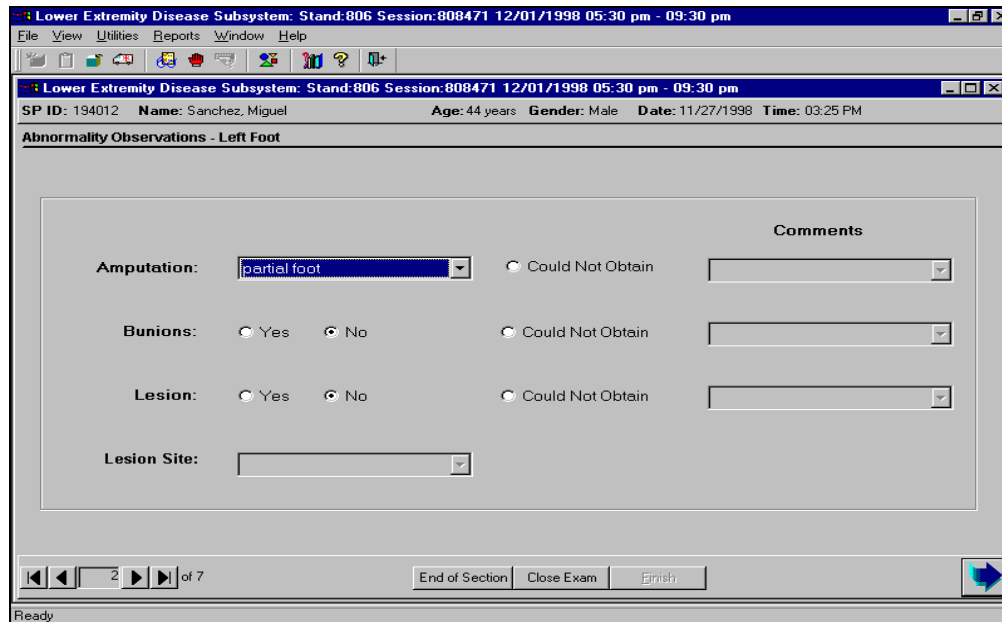 Lower Extremity Disease Subsystem: Stand:806 Session:808471 12/01/1998 05:30 pm - 09:30 pm
File View Utilities Reports Window Help
Lower Extremity Disease Subsystem: Stand:806 Session:808471 12/01/1998 05:30 pm - 09:30 pm
SP ID: 194012 Name: Sanchez, Miguel Age: 44 years Gender: Male Date: 11/27/1998 Time: 03:25 PM
Abnormality Observations - Left Foot
Comments
Amputation: partial foot Could Not Obtain
Bunions: Yes No Could Not Obtain
Lesion: Yes No Could Not Obtain
Lesion Site:
2 of 7 End of Section Close Exam Finish
Ready